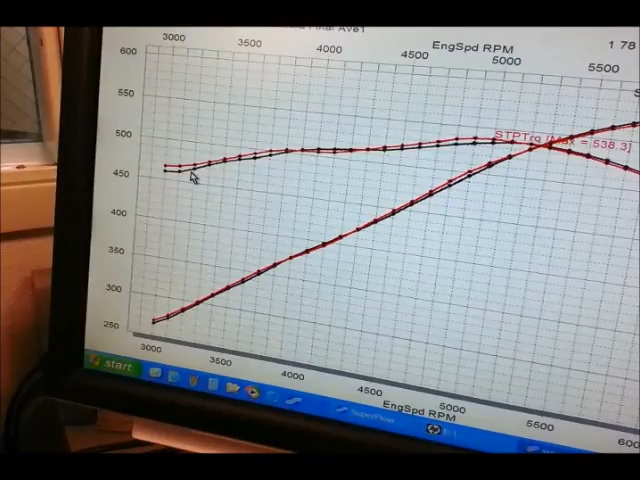 Final Ave1
3000 3500 4000 4500 EngSpd RPM 5000 5500
1 78
600
550
500
450
400
350
300
250
STPTrq [Max = 538.3]
3000 3500 4000 4500 5000 5500 600
EngSpd RPM
start
SuperFlow